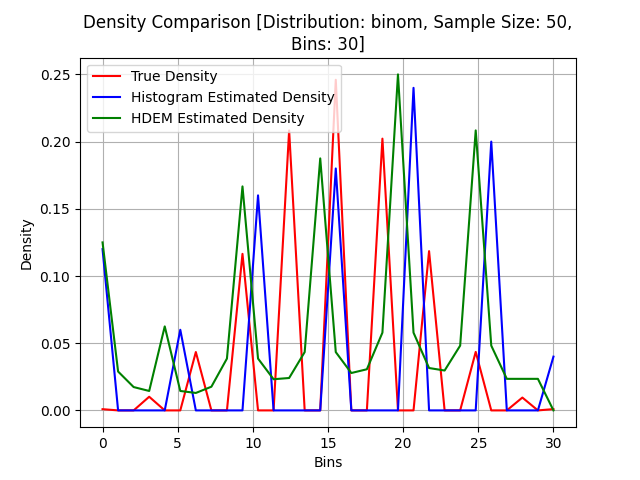 Density Comparison [Distribution: binom, Sample Size: 50,
Bins: 30]
True Density
Histogram Estimated Density
HDEM Estimated Density
0.25
0.20
0.15
0.10
0.05
0.00
Density
0 5 10 15 20 25 30
Bins